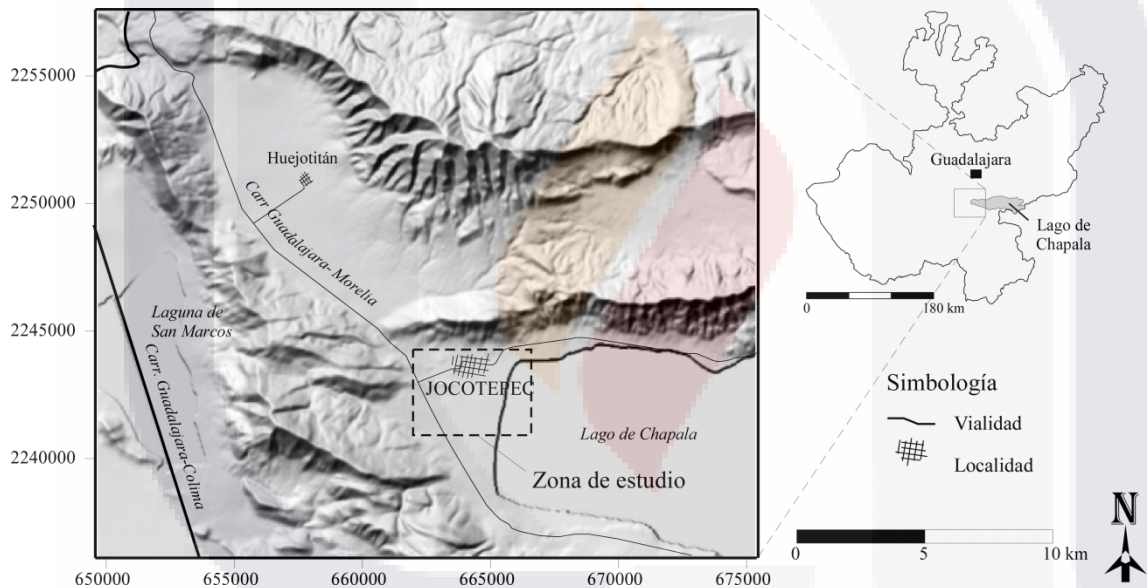 2255000
2250000
2245000
2240000
650000
655000
660000
665000
670000
675000
Huejotitán
Carr Guadalajara- Morelia
Laguna de
San Marcos
Carr. Guadalajara-Colima
JOCOTEPEC
Lago de Chapala
Zona de estudio
Guadalajara
Lago de
Chapala
0
180 km
Simbología
Vialidad
Localidad
0
5
10 km
N